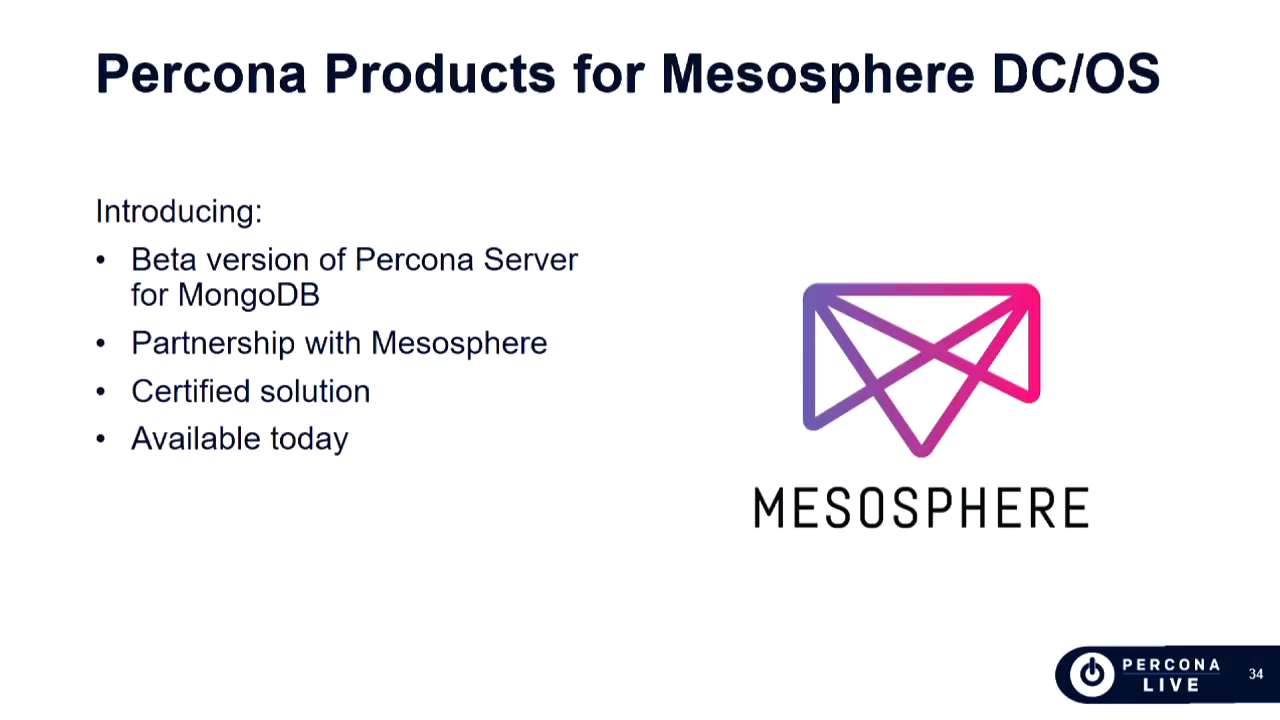 Percona Products for Mesosphere DC/OS
Introducing:
• Beta version of Percona Server
for MongoDB
• Partnership with Mesosphere
• Certified solution
• Available today
MESOSPHERE
PERCONA
LIVE
34